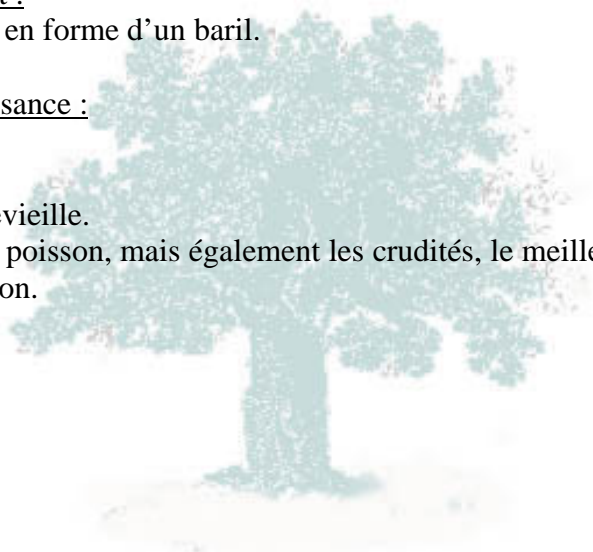 en forme d’un baril.
sance :
vieille.
poisson, mais également les crudités, le meille
on.